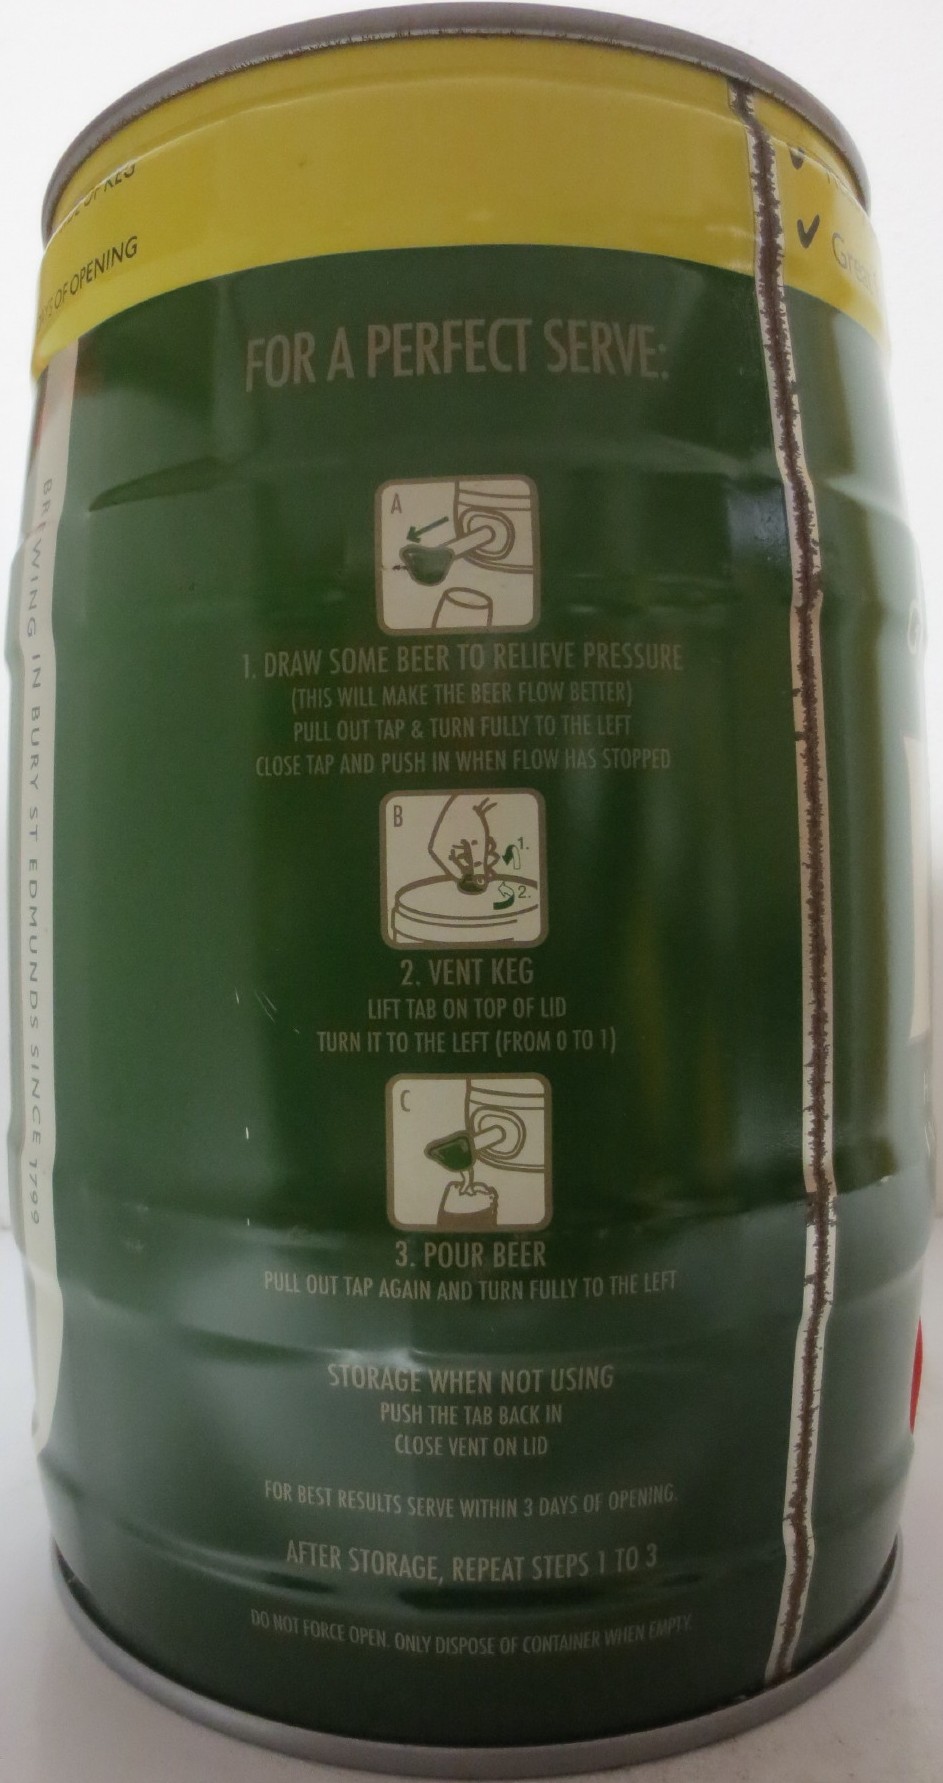 OF KEG
OF OPENING
Gree
FOR A PERFECT SERVE:
A
1. DRAW SOME BEER TO RELIEVE PRESSURE
(THIS WILL MAKE THE BEER FLOW BETTER)
PULL OUT TAP & TURN FULLY TO THE LEFT
CLOSE TAP AND PUSH IN WHEN FLOW HAS STOPPED
B
1.
2.
2. VENT KEG
LIFT TAB ON TOP OF LID
TURN IT TO THE LEFT (FROM 0 TO 1)
C
3. POUR BEER
PULL OUT TAP AGAIN AND TURN FULLY TO THE LEFT
STORAGE WHEN NOT USING
PUSH THE TAB BACK IN
CLOSE VENT ON LID
FOR BEST RESULTS SERVE WITHIN 3 DAYS OF OPENING.
AFTER STORAGE, REPEAT STEPS 1 TO 3
DO NOT FORCE OPEN. ONLY DISPOSE OF CONTAINER WHEN EMPTY.
BREWING IN BURY ST EDMUNDS SINCE 1799